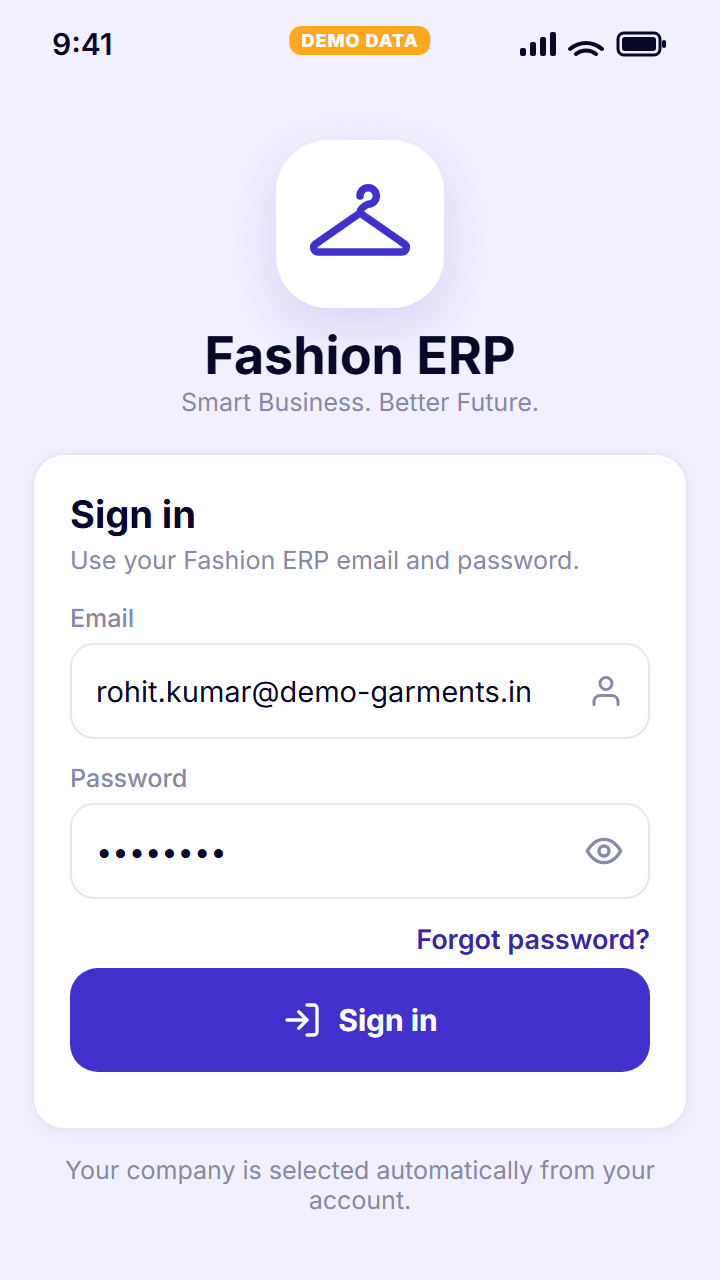 9:41
DEMO DATA
Fashion ERP
Smart Business. Better Future.
Sign in
Use your Fashion ERP email and password.
Email
rohit.kumar@demo-garments.in
Password
••••••••
Forgot password?
Sign in
Your company is selected automatically from your
account.